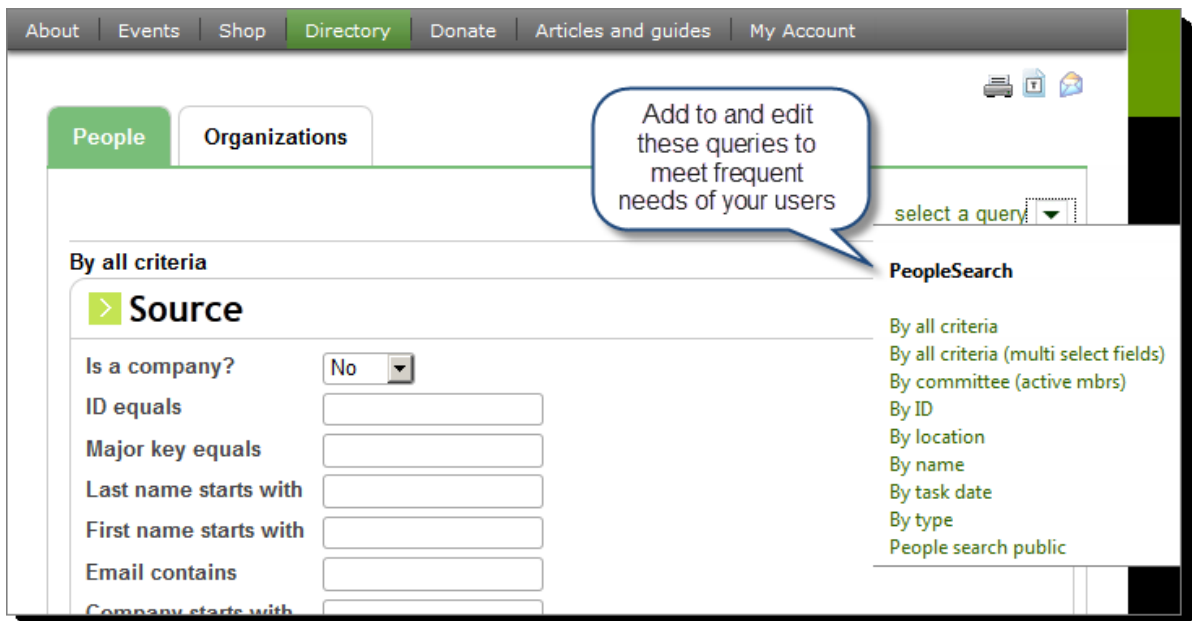 About Events Shop Directory Donate Articles and guides My Account
People Organizations
Add to and edit
these queries to
meet frequent
needs of your users
select a query
By all criteria
Source
Is a company? No
ID equals
Major key equals
Last name starts with
First name starts with
Email contains
Company starts with
PeopleSearch
By all criteria
By all criteria (multi select fields)
By committee (active mbrs)
By ID
By location
By name
By task date
By type
People search public